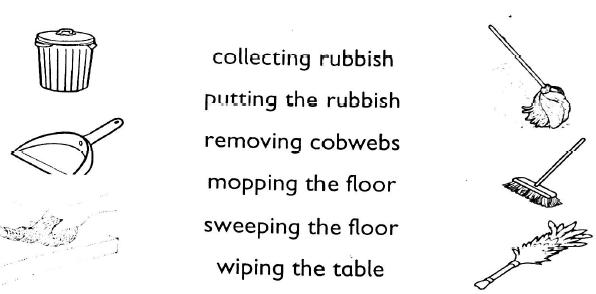 collecting rubbish
putting the rubbish
removing cobwebs
mopping the floor
sweeping the floor
wiping the table